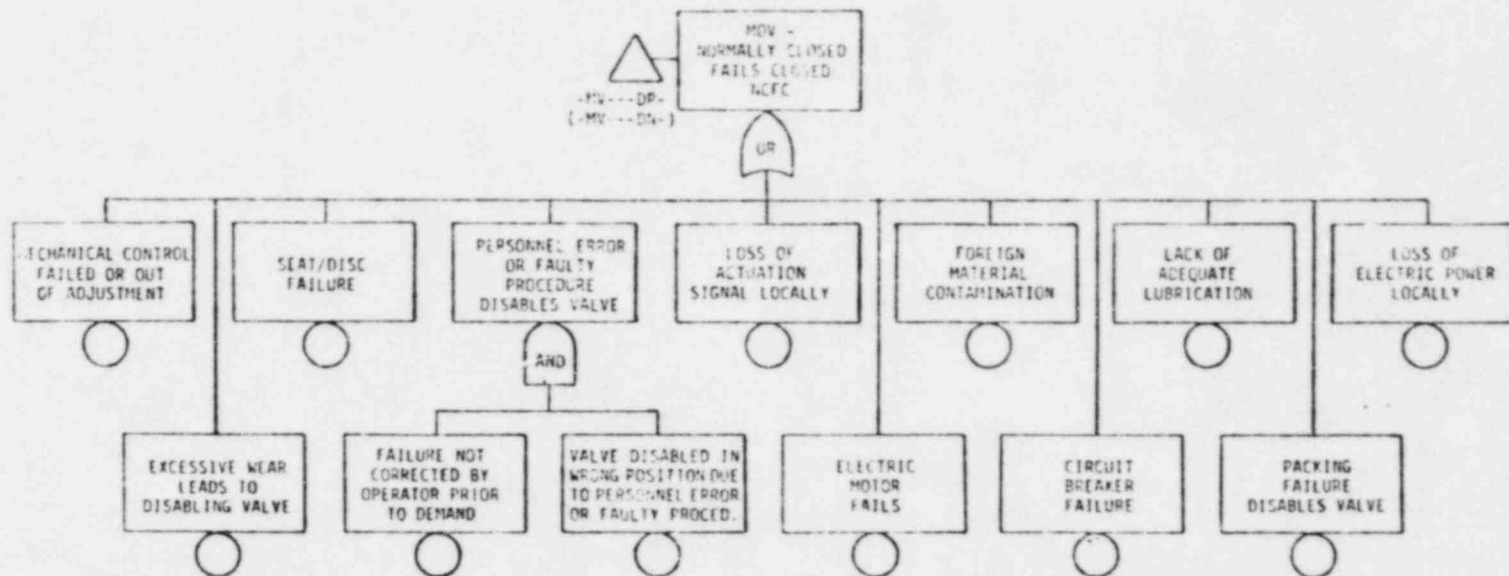 MOV -
NORMALLY CLOSED
FAILS CLOSED
NCFC
-MV---DP-
(-MV---DN-)
OR
MECHANICAL CONTROL
FAILED OR OUT
OF ADJUSTMENT
SEAT/DISC
FAILURE
PERSONNEL ERROR
OR FAULTY
PROCEDURE
DISABLES VALVE
LOSS OF
ACTUATION
SIGNAL LOCALLY
FOREIGN
MATERIAL
CONTAMINATION
LACK OF
ADEQUATE
LUBRICATION
LOSS OF
ELECTRIC POWER
LOCALLY
AND
EXCESSIVE WEAR
LEADS TO
DISABLING VALVE
FAILURE NOT
CORRECTED BY
OPERATOR PRIOR
TO DEMAND
VALVE DISABLED IN
WRONG POSITION DUE
TO PERSONNEL ERROR
OR FAULTY PROCED.
ELECTRIC
MOTOR
FAILS
CIRCUIT
BREAKER
FAILURE
PACKING
FAILURE
DISABLES VALVE